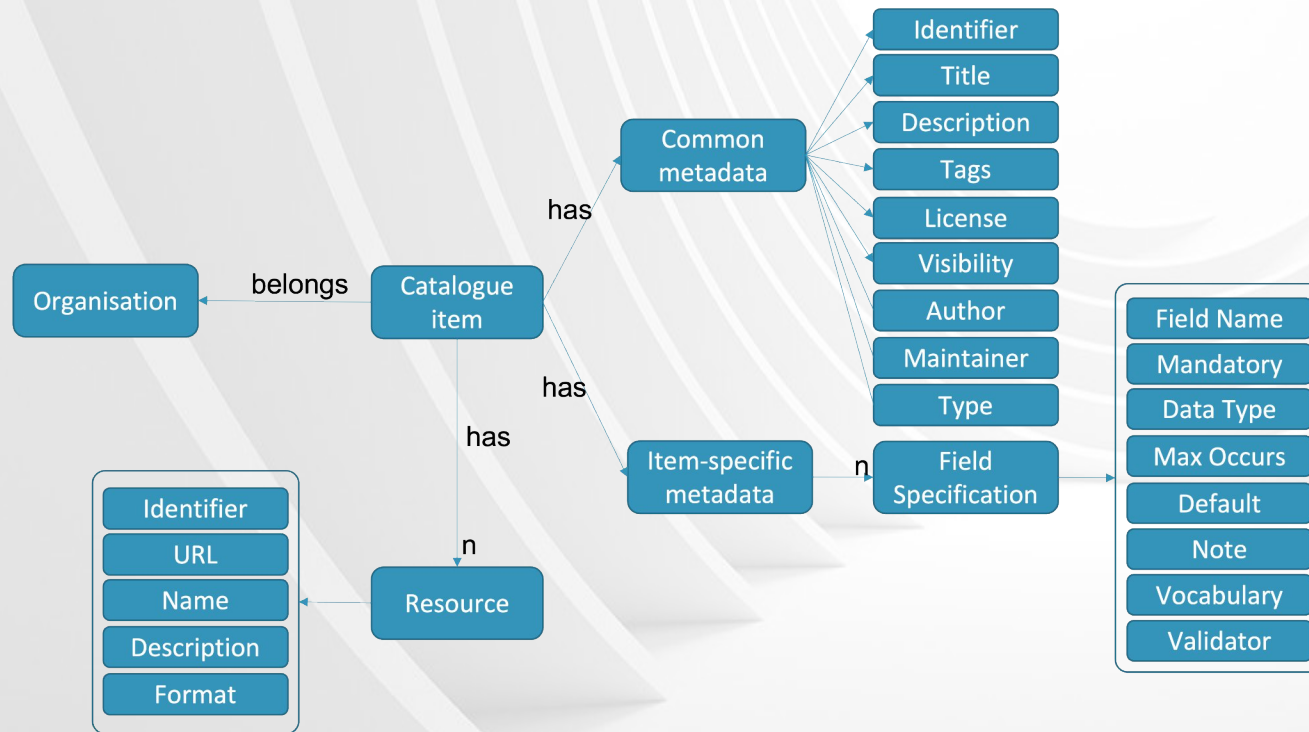 Identifier
Title
Description
Tags
License
Visibility
Author
Maintainer
Type
Common
metadata
has
belongs
Organisation
Catalogue
item
has
has
Item-specific
metadata
n
Field
Specification
Field Name
Mandatory
Data Type
Max Occurs
Default
Note
Vocabulary
Validator
n
Resource
Identifier
URL
Name
Description
Format